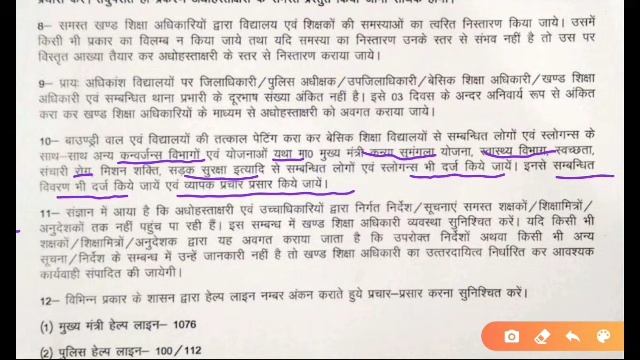 8– समस्त खण्ड शिक्षा अधिकारियों द्वारा विद्यालय एवं शिक्षकों की समस्याओं का त्वरित निस्तारण किया जाये। उसमें
किसी भी प्रकार का विलम्ब न किया जाये तथा यदि समस्या का निस्तारण उनके स्तर से संभव नहीं है तो उस पर
विस्तृत आख्या तैयार कर अधोहस्ताक्षरी के स्तर से निस्तारण कराया जाये।
9– प्रायः अधिकांश विद्यालयों पर जिलाधिकारी/पुलिस अधीक्षक/उपजिलाधिकारी/बेसिक शिक्षा अधिकारी/खण्ड शिक्षा
अधिकारी एवं सम्बन्धित थाना प्रभारी के दूरभाष संख्या अंकित नहीं है। इसे 03 दिवस के अन्दर अनिवार्य रूप से अंकित
करा कर खण्ड शिक्षा अधिकारियों के माध्यम से अधोहस्ताक्षरी को अवगत कराया जाये।
10– बाउण्ड्री वाल एवं विद्यालयों की तत्काल पेटिंग करा कर बेसिक शिक्षा विद्यालयों से सम्बन्धित लोगों एवं स्लोगन्स के
साथ-साथ अन्य कन्वर्जन्स विभागों एवं योजनाओं यथा मा0 मुख्य मंत्री कन्या सुमंगला योजना, स्वास्थ्य विभाग, स्वच्छता,
संचारी रोग, मिशन शक्ति, सड़क सुरक्षा इत्यादि से सम्बन्धित लोगों एवं स्लोगन्स भी दर्ज किये जायें। इनसे सम्बन्धित
विवरण भी दर्ज किये जायें एवं व्यापक प्रचार प्रसार किये जायें।
11– संज्ञान में आया है कि अधोहस्ताक्षरी एवं उच्चाधिकारियों द्वारा निर्गत निर्देश/सूचनाएं समस्त शिक्षकों/शिक्षामित्रों/
अनुदेशकों तक नहीं पहुंच पा रही हैं। इस सम्बन्ध में खण्ड शिक्षा अधिकारी व्यवस्था सुनिश्चित करें। यदि किसी भी
शिक्षकों/शिक्षामित्रों/अनुदेशक द्वारा यह अवगत कराया जाता है कि उपरोक्त निर्देशों अथवा किसी भी अन्य
सूचना/निर्देश के सम्बन्ध में उन्हें जानकारी नहीं है तो खण्ड शिक्षा अधिकारी का उत्तरदायित्व निर्धारित कर आवश्यक
कार्यवाही संपादित की जायेगी।
12– विभिन्न प्रकार के शासन द्वारा हेल्प लाइन नम्बर अंकन कराते हुये प्रचार-प्रसार करना सुनिश्चित करें।
(1) मुख्य मंत्री हेल्प लाइन– 1076
(2) पुलिस हेल्प लाइन– 100/112